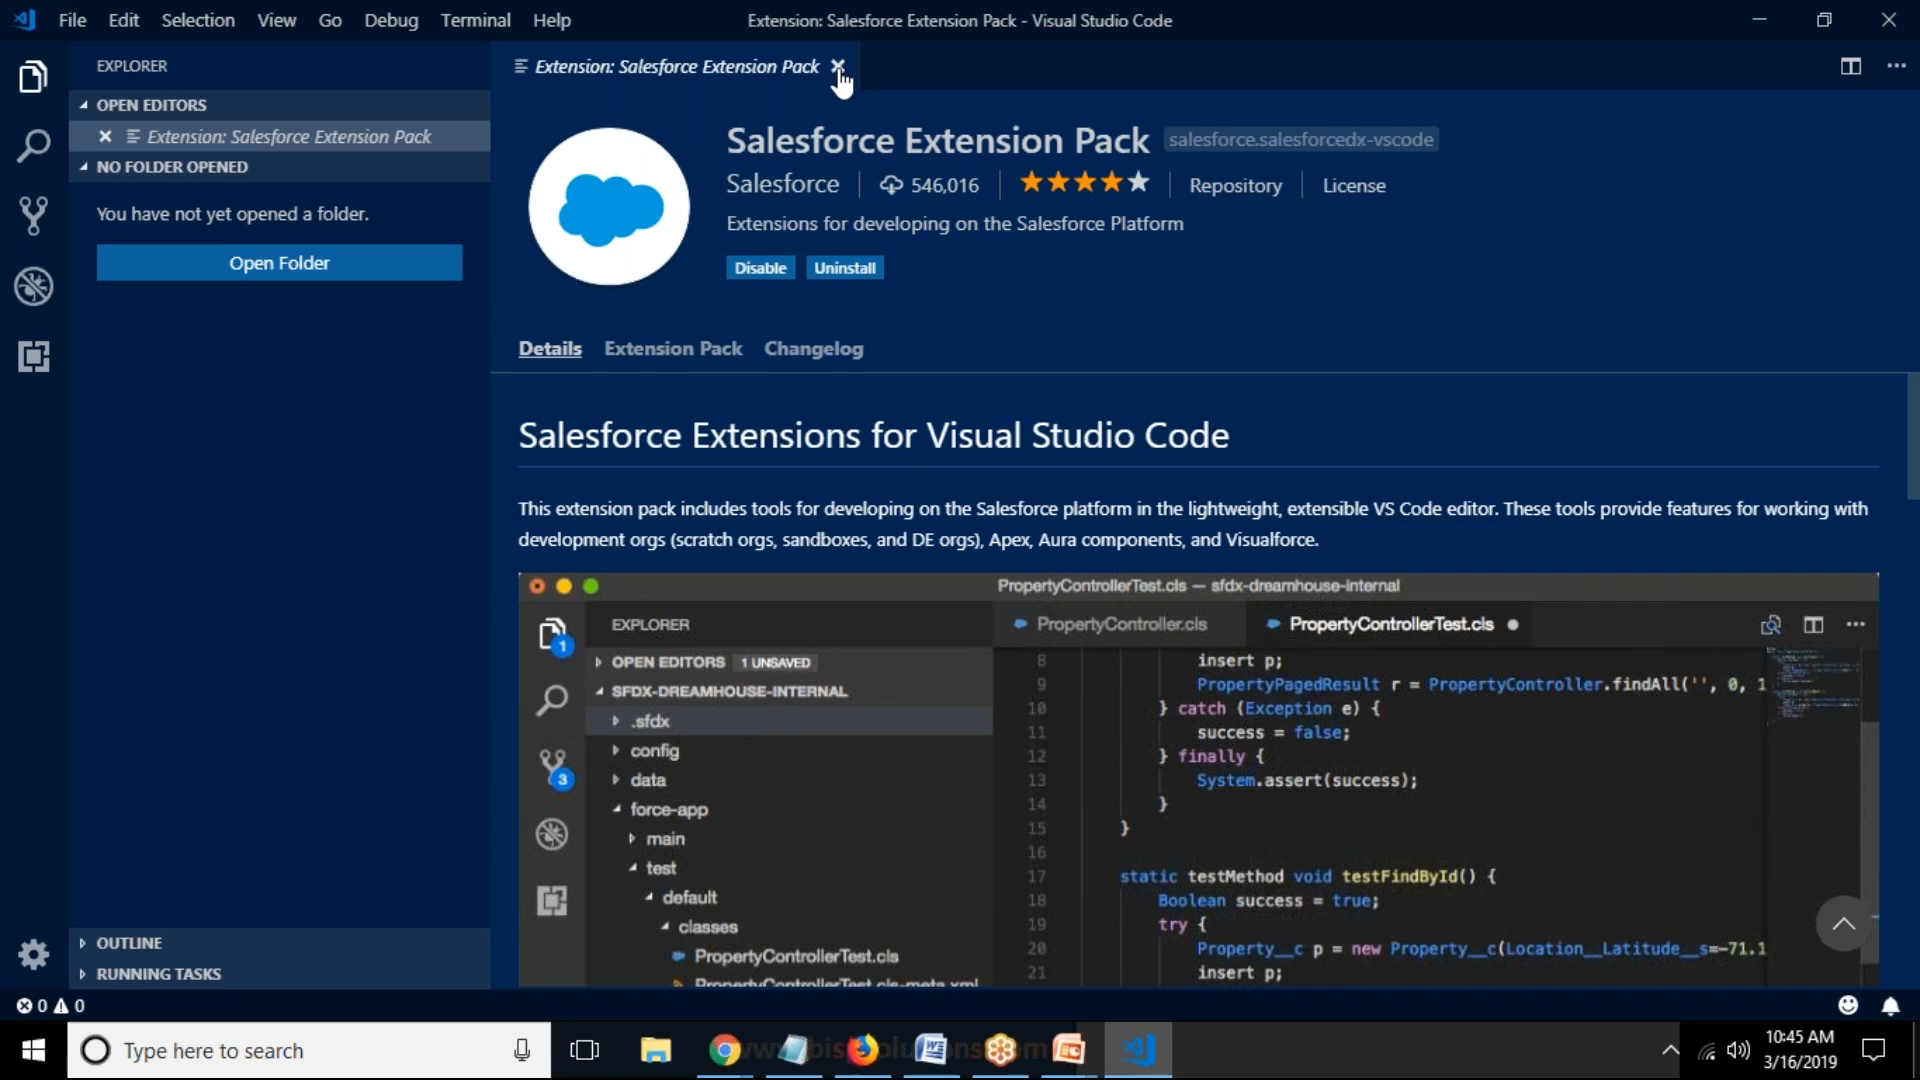 File Edit Selection View Go Debug Terminal Help
Extension: Salesforce Extension Pack - Visual Studio Code
EXPLORER
OPEN EDITORS
Extension: Salesforce Extension Pack
NO FOLDER OPENED
You have not yet opened a folder.
Open Folder
OUTLINE
RUNNING TASKS
Extension: Salesforce Extension Pack
Salesforce Extension Pack salesforce.salesforcedx-vscode
Salesforce 546,016 Repository License
Extensions for developing on the Salesforce Platform
Disable Uninstall
Details Extension Pack Changelog
Salesforce Extensions for Visual Studio Code
This extension pack includes tools for developing on the Salesforce platform in the lightweight, extensible VS Code editor. These tools provide features for working with
development orgs (scratch orgs, sandboxes, and DE orgs), Apex, Aura components, and Visualforce.
PropertyControllerTest.cls — sfdx-dreamhouse-internal
1
3
EXPLORER
OPEN EDITORS 1 UNSAVED
SFDX-DREAMHOUSE-INTERNAL
.sfdx
config
data
force-app
main
test
default
classes
PropertyControllerTest.cls
PropertyControllerTest.cls-meta.xml
PropertyController.cls PropertyControllerTest.cls
8 insert p;
9 PropertyPagedResult r = PropertyController.findAll('', 0, 1
10 } catch (Exception e) {
11 success = false;
12 } finally {
13 System.assert(success);
14 }
15 }
16
17 static testMethod void testFindById() {
18 Boolean success = true;
19 try {
20 Property__c p = new Property__c(Location__Latitude__s=-71.1
21 insert p;
0 0
Type here to search
10:45 AM
3/16/2019